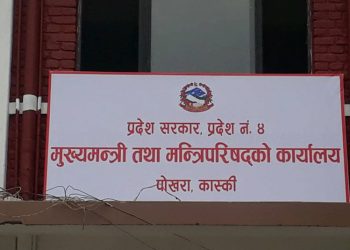 प्रदेश सरकार, प्रदेश नं. ४
मुख्यमन्त्री तथा मन्त्रिपरिषद्को कार्यालय
पोखरा, कास्की